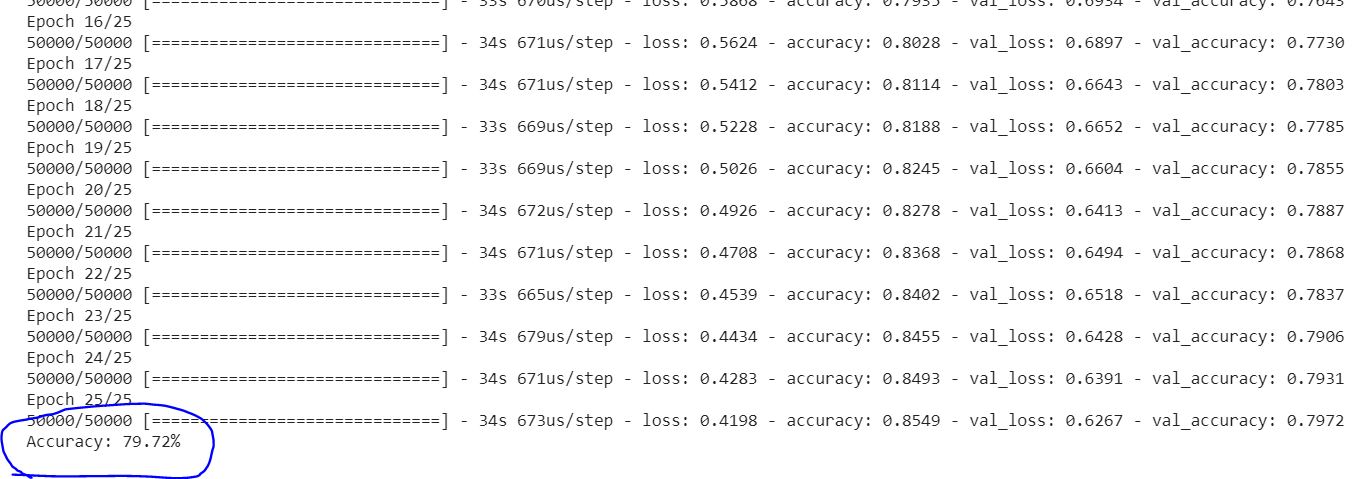 50000/50000 [==============================] - 33s 670us/step - loss: 0.5868 - accuracy: 0.7935 - val_loss: 0.6934 - val_accuracy: 0.7643
Epoch 16/25
50000/50000 [==============================] - 34s 671us/step - loss: 0.5624 - accuracy: 0.8028 - val_loss: 0.6897 - val_accuracy: 0.7730
Epoch 17/25
50000/50000 [==============================] - 34s 671us/step - loss: 0.5412 - accuracy: 0.8114 - val_loss: 0.6643 - val_accuracy: 0.7803
Epoch 18/25
50000/50000 [==============================] - 33s 669us/step - loss: 0.5228 - accuracy: 0.8188 - val_loss: 0.6652 - val_accuracy: 0.7785
Epoch 19/25
50000/50000 [==============================] - 33s 669us/step - loss: 0.5026 - accuracy: 0.8245 - val_loss: 0.6604 - val_accuracy: 0.7855
Epoch 20/25
50000/50000 [==============================] - 34s 672us/step - loss: 0.4926 - accuracy: 0.8278 - val_loss: 0.6413 - val_accuracy: 0.7887
Epoch 21/25
50000/50000 [==============================] - 34s 671us/step - loss: 0.4708 - accuracy: 0.8368 - val_loss: 0.6494 - val_accuracy: 0.7868
Epoch 22/25
50000/50000 [==============================] - 33s 665us/step - loss: 0.4539 - accuracy: 0.8402 - val_loss: 0.6518 - val_accuracy: 0.7837
Epoch 23/25
50000/50000 [==============================] - 34s 679us/step - loss: 0.4434 - accuracy: 0.8455 - val_loss: 0.6428 - val_accuracy: 0.7906
Epoch 24/25
50000/50000 [==============================] - 34s 671us/step - loss: 0.4283 - accuracy: 0.8493 - val_loss: 0.6391 - val_accuracy: 0.7931
Epoch 25/25
50000/50000 [==============================] - 34s 673us/step - loss: 0.4198 - accuracy: 0.8549 - val_loss: 0.6267 - val_accuracy: 0.7972
Accuracy: 79.72%